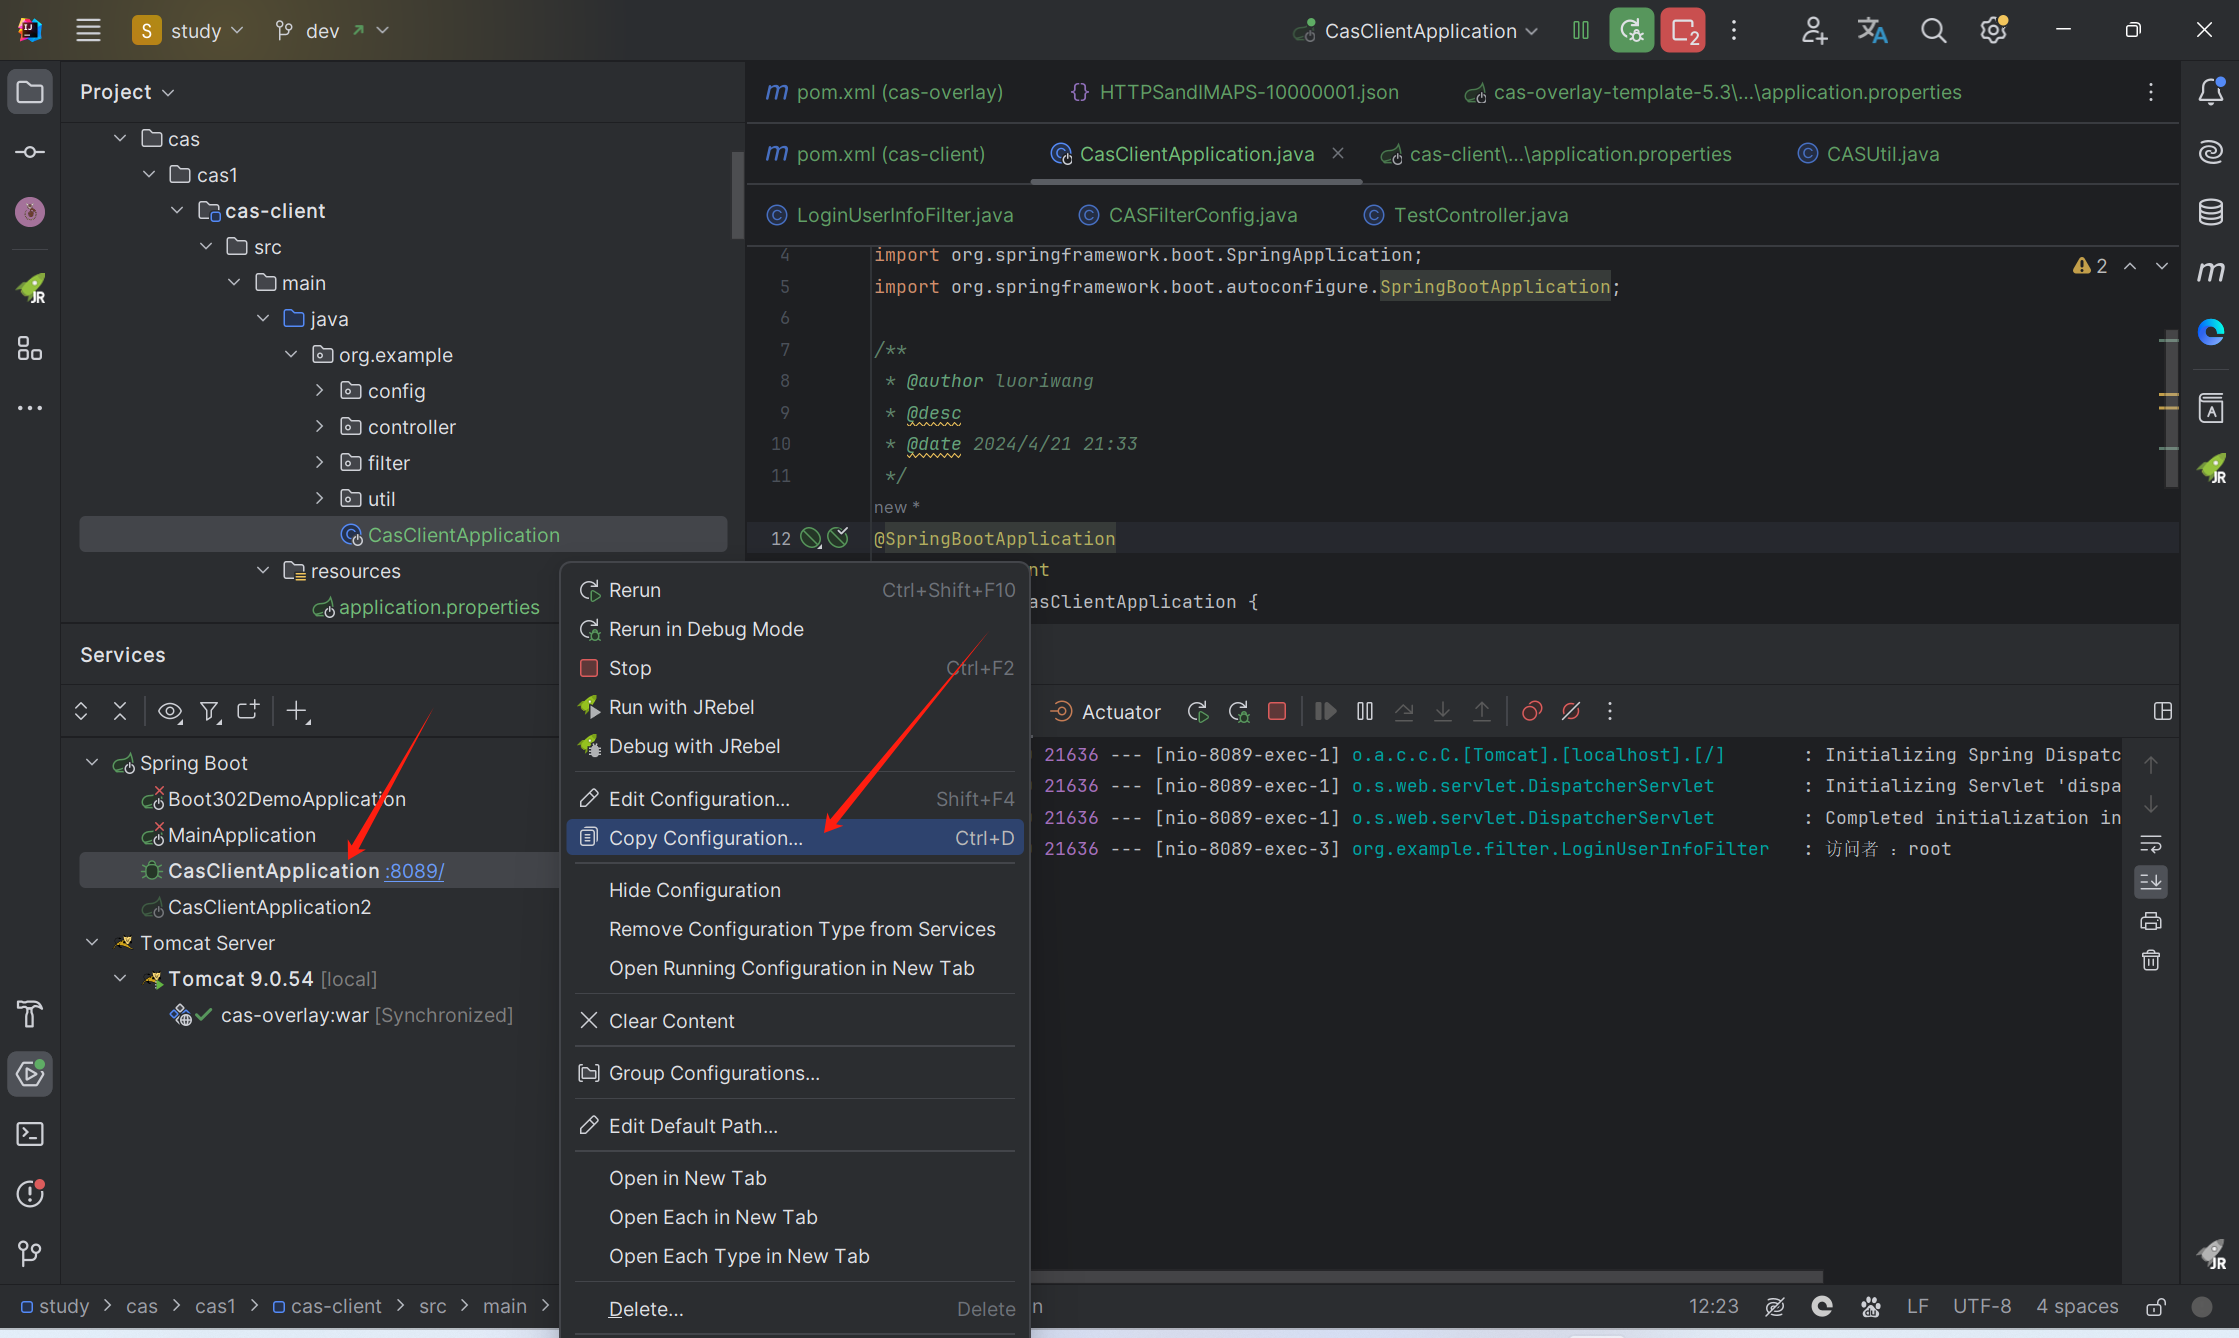 S study dev CasClientApplication 2
Project
cas
cas1
cas-client
src
main
java
org.example
config
controller
filter
util
CasClientApplication
resources
application.properties
m pom.xml (cas-overlay) {} HTTPSandIMAPS-10000001.json cas-overlay-template-5.3\...\application.properties
m pom.xml (cas-client) CasClientApplication.java cas-client\...\application.properties CASUtil.java
LoginUserInfoFilter.java CASFilterConfig.java TestController.java
4 import org.springframework.boot.SpringApplication;
5 import org.springframework.boot.autoconfigure.SpringBootApplication;
6
7 /**
8 * @author luoriwang
9 * @desc
10 * @date 2024/4/21 21:33
11 */
new *
12 @SpringBootApplication
nt
asClientApplication {
2
Services
Spring Boot
Boot302DemoApplication
MainApplication
CasClientApplication :8089/
CasClientApplication2
Tomcat Server
Tomcat 9.0.54 [local]
cas-overlay:war [Synchronized]
Rerun Ctrl+Shift+F10
Rerun in Debug Mode
Stop Ctrl+F2
Run with JRebel
Debug with JRebel
Edit Configuration... Shift+F4
Copy Configuration... Ctrl+D
Hide Configuration
Remove Configuration Type from Services
Open Running Configuration in New Tab
Clear Content
Group Configurations...
Edit Default Path...
Open in New Tab
Open Each in New Tab
Open Each Type in New Tab
Delete... Delete
Actuator
21636 --- [nio-8089-exec-1] o.a.c.c.C.[Tomcat].[localhost].[/] : Initializing Spring Dispatc
21636 --- [nio-8089-exec-1] o.s.web.servlet.DispatcherServlet : Initializing Servlet 'dispa
21636 --- [nio-8089-exec-1] o.s.web.servlet.DispatcherServlet : Completed initialization in
21636 --- [nio-8089-exec-3] org.example.filter.LoginUserInfoFilter : 访问者 ：root
study > cas > cas1 > cas-client > src > main > n 12:23 LF UTF-8 4 spaces